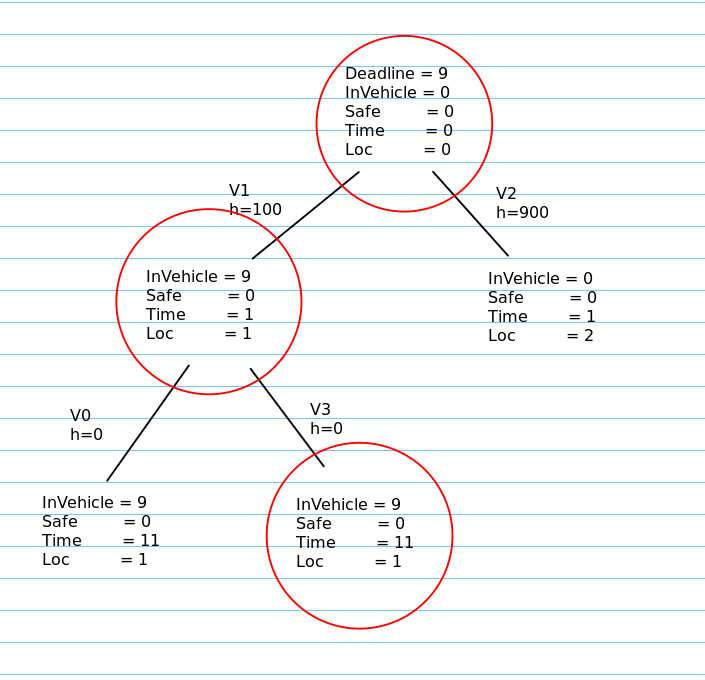 Deadline = 9
InVehicle = 0
Safe = 0
Time = 0
Loc = 0
V1
h=100
V2
h=900
InVehicle = 9
Safe = 0
Time = 1
Loc = 1
InVehicle = 0
Safe = 0
Time = 1
Loc = 2
V0
h=0
V3
h=0
InVehicle = 9
Safe = 0
Time = 11
Loc = 1
InVehicle = 9
Safe = 0
Time = 11
Loc = 1